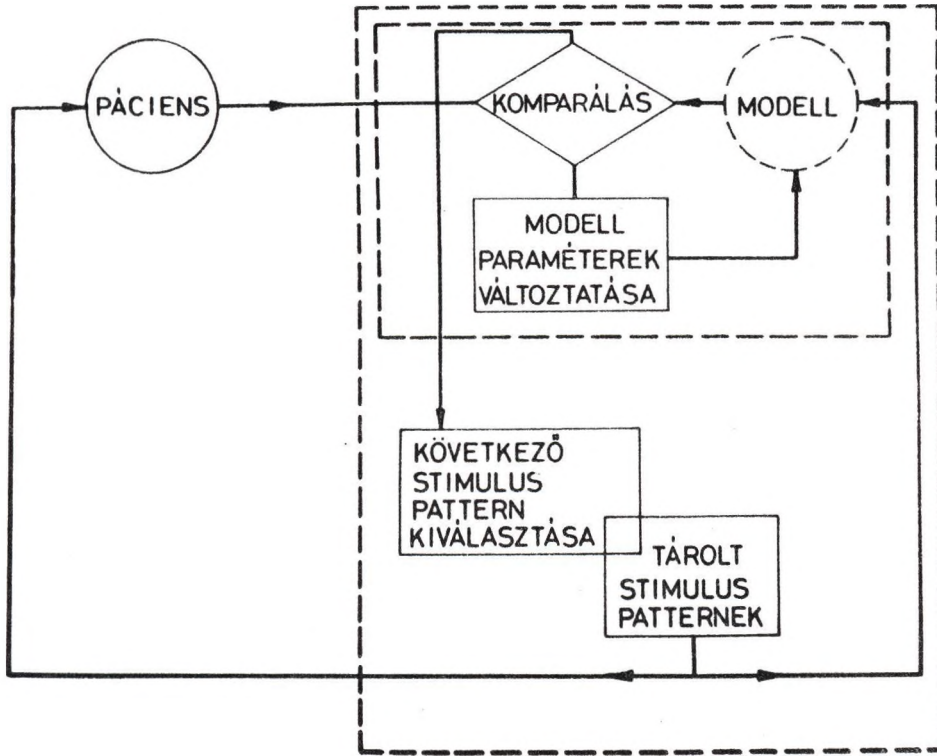 PÁCIENS
KOMPARÁLÁS
MODELL
MODELL
PARAMÉTEREK
VÁLTOZTATÁSA
KÖVETKEZŐ
STIMULUS
PATTERN
KIVÁLASZTÁSA
TÁROLT
STIMULUS
PATTERNEK